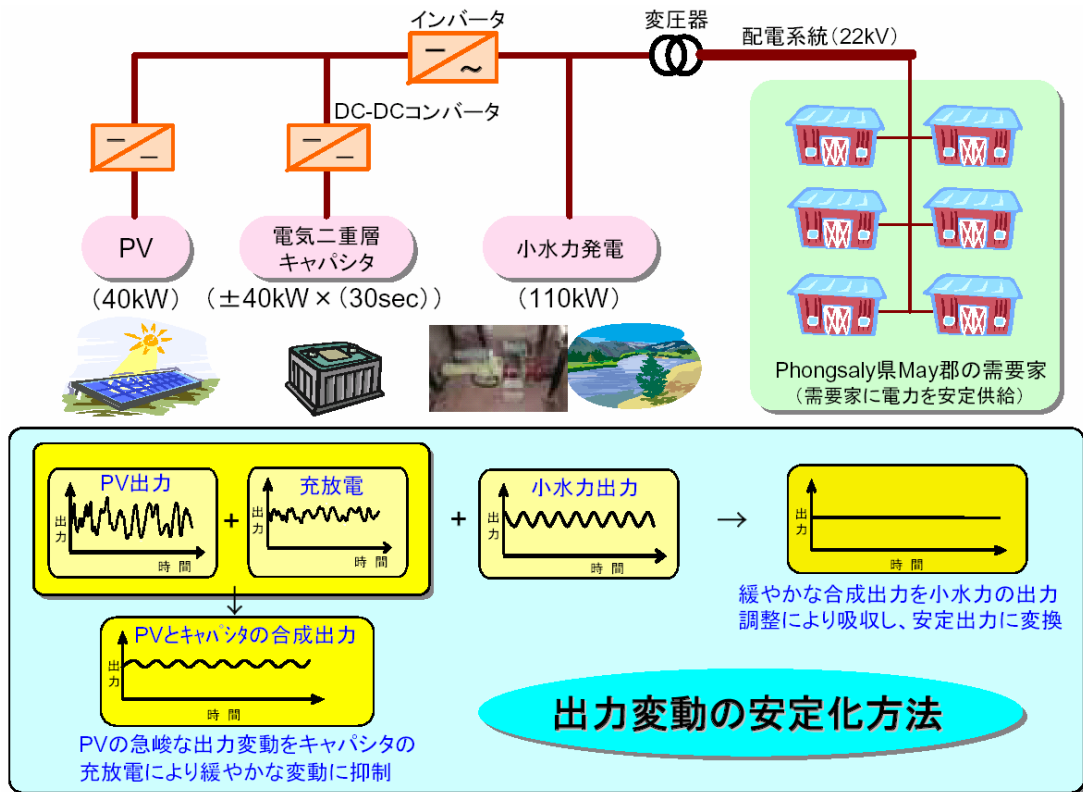 インバータ
変圧器
配電系統(22kV)
DC-DCコンバータ
PV
電気二重層
キャパシタ
小水力発電
(40kW)
(±40kW×(30sec))
(110kW)
Phongsaly県May郡の需要家
(需要家に電力を安定供給)
PV出力
出力
時間
+
充放電
出力
時間
+
小水力出力
出力
時間
→
出力
時間
緩やかな合成出力を小水力の出力
調整により吸収し、安定出力に変換
↓
PVとキャパシタの合成出力
出力
時間
PVの急峻な出力変動をキャパシタの
充放電により緩やかな変動に抑制
出力変動の安定化方法